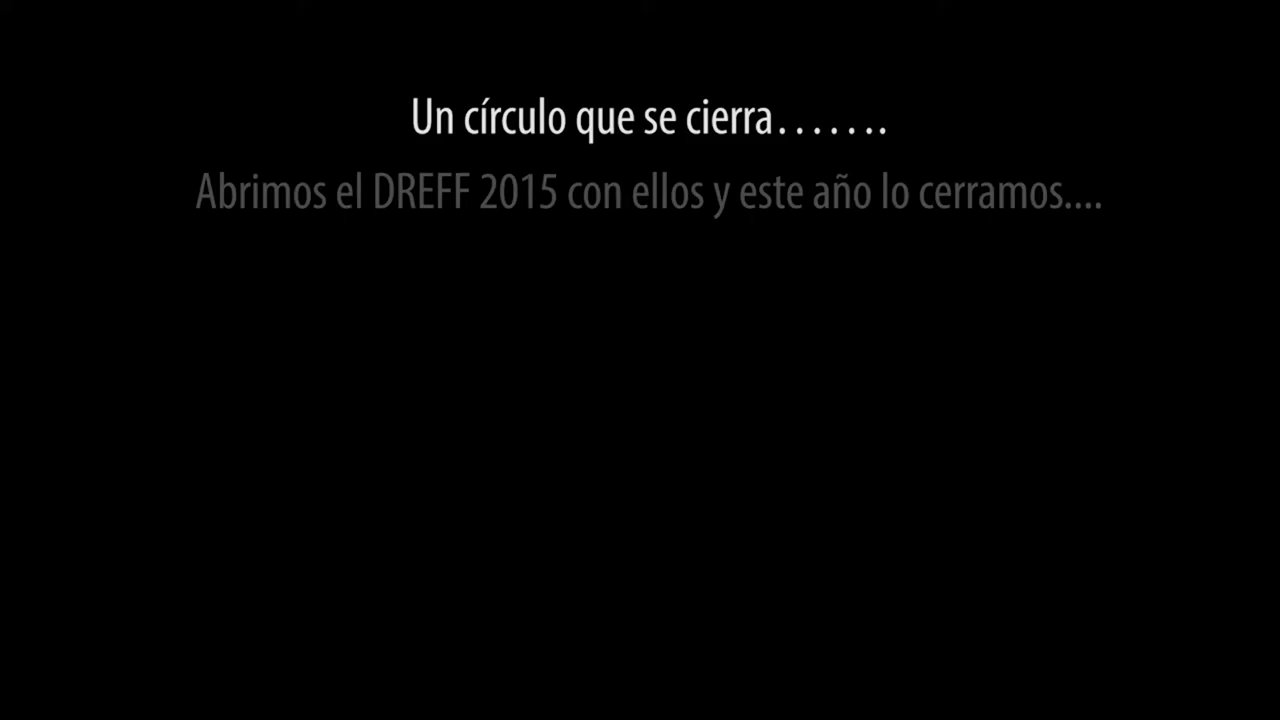 Un círculo que se cierra.......
Abrimos el DREFF 2015 con ellos y este año lo cerramos....